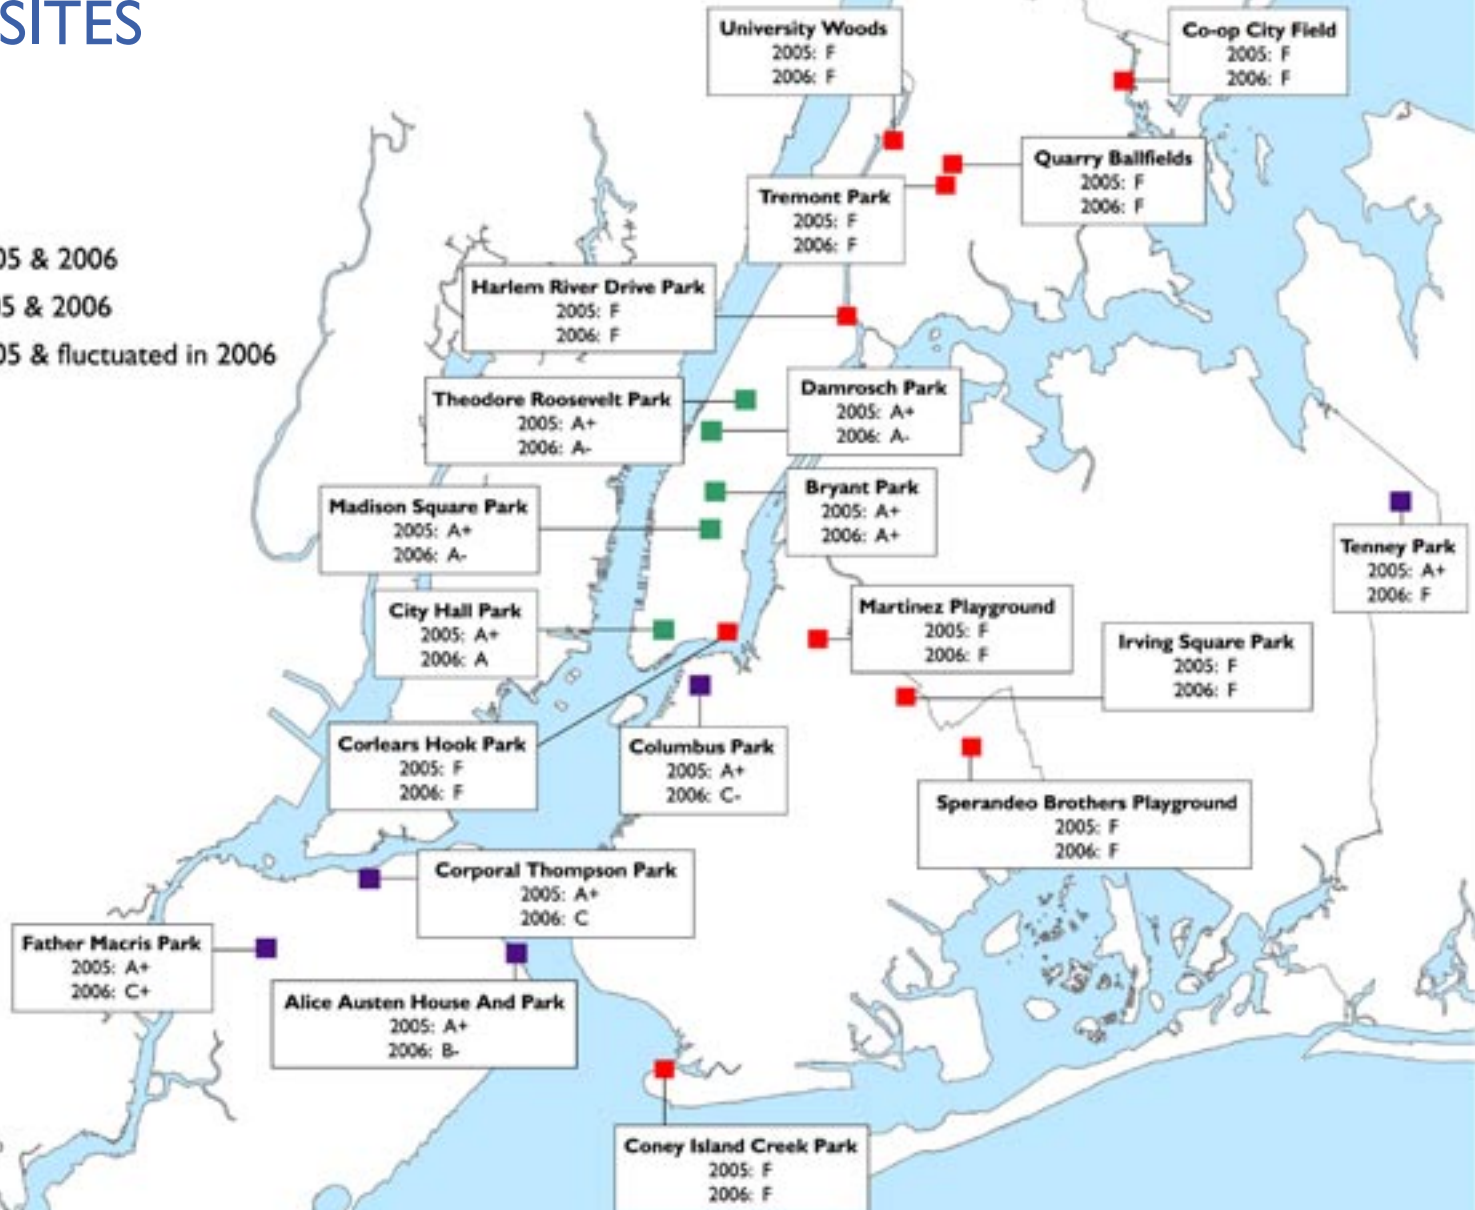 SITES
University Woods
2005: F
2006: F
Co-op City Field
2005: F
2006: F
Quarry Ballfields
2005: F
2006: F
Tremont Park
2005: F
2006: F
05 & 2006
05 & 2006
05 & fluctuated in 2006
Harlem River Drive Park
2005: F
2006: F
Theodore Roosevelt Park
2005: A+
2006: A-
Damrosch Park
2005: A+
2006: A-
Madison Square Park
2005: A+
2006: A-
Bryant Park
2005: A+
2006: A+
Tenney Park
2005: A+
2006: F
City Hall Park
2005: A+
2006: A
Martinez Playground
2005: F
2006: F
Irving Square Park
2005: F
2006: F
Corlears Hook Park
2005: F
2006: F
Columbus Park
2005: A+
2006: C-
Sperandeo Brothers Playground
2005: F
2006: F
Corporal Thompson Park
2005: A+
2006: C
Father Macris Park
2005: A+
2006: C+
Alice Austen House And Park
2005: A+
2006: B-
Coney Island Creek Park
2005: F
2006: F